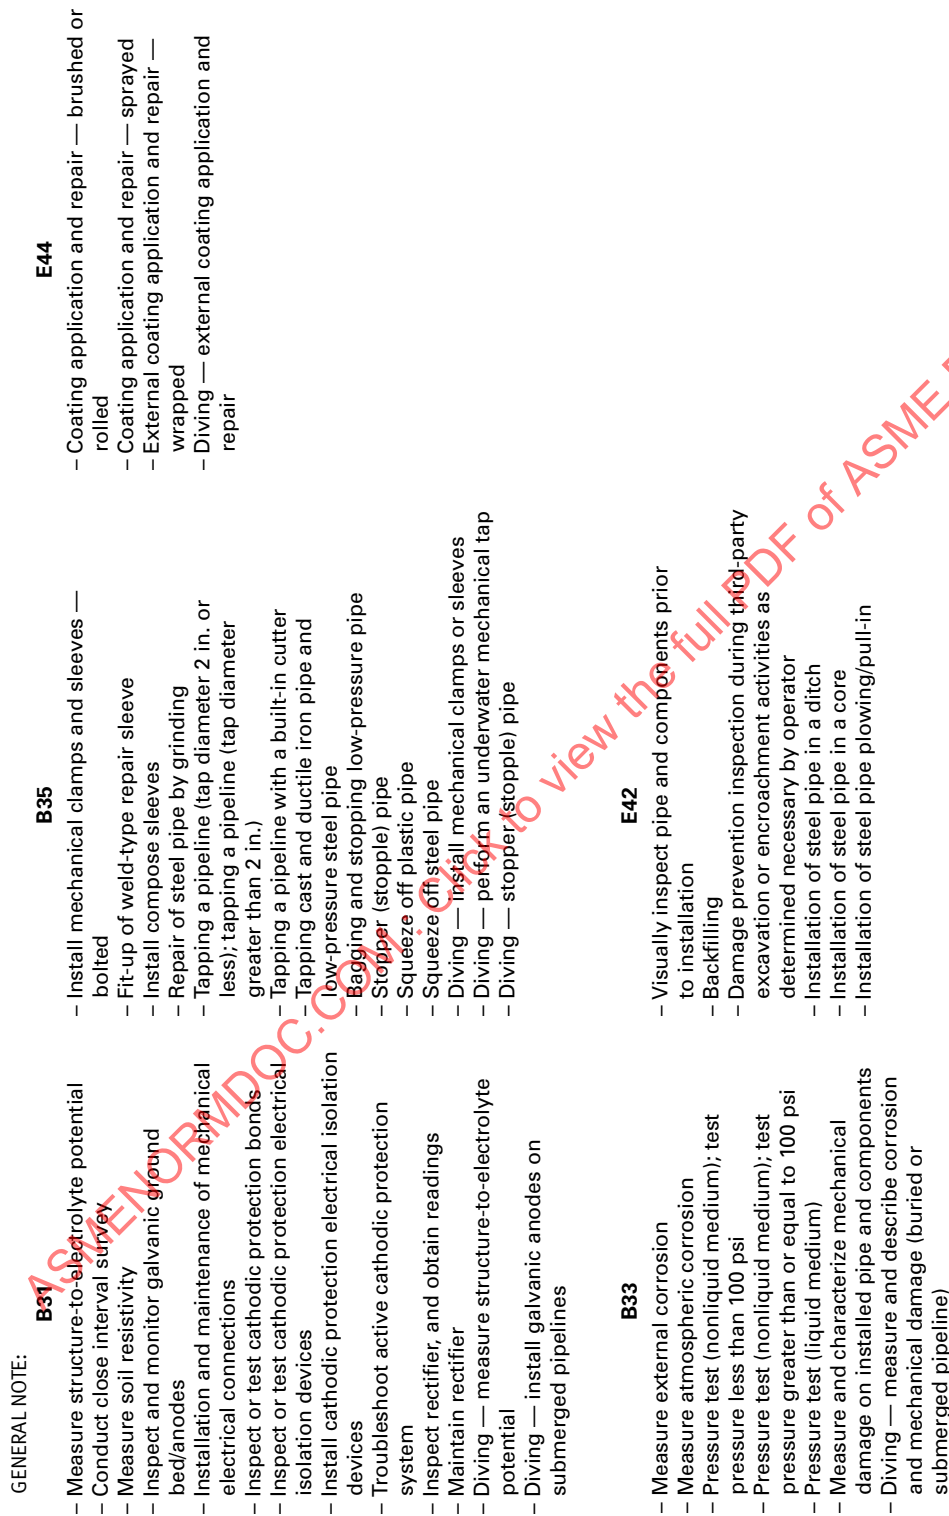 GENERAL NOTE:
B31
– Measure structure-to-electrolyte potential
– Conduct close interval survey
– Measure soil resistivity
– Inspect and monitor galvanic ground
bed/anodes
– Installation and maintenance of mechanical
electrical connections
– Inspect or test cathodic protection bonds
– Inspect or test cathodic protection electrical
isolation devices
– Install cathodic protection electrical isolation
devices
– Troubleshoot active cathodic protection
system
– Inspect rectifier, and obtain readings
– Maintain rectifier
– Diving — measure structure-to-electrolyte
potential
– Diving — install galvanic anodes on
submerged pipelines
B35
– Install mechanical clamps and sleeves —
bolted
– Fit-up of weld-type repair sleeve
– Install compose sleeves
– Repair of steel pipe by grinding
– Tapping a pipeline (tap diameter 2 in. or
less); tapping a pipeline (tap diameter
greater than 2 in.)
– Tapping a pipeline with a built-in cutter
– Tapping cast and ductile iron pipe and
low-pressure steel pipe
– Bagging and stopping low-pressure pipe
– Stopper (stopple) pipe
– Squeeze off plastic pipe
– Squeeze off steel pipe
– Diving — install mechanical clamps or sleeves
– Diving — perform an underwater mechanical tap
– Diving — stopper (stopple) pipe
E44
– Coating application and repair — brushed or
rolled
– Coating application and repair — sprayed
– External coating application and repair —
wrapped
– Diving — external coating application and
repair
B33
– Measure external corrosion
– Measure atmospheric corrosion
– Pressure test (nonliquid medium); test
pressure less than 100 psi
– Pressure test (nonliquid medium); test
pressure greater than or equal to 100 psi
– Pressure test (liquid medium)
– Measure and characterize mechanical
damage on installed pipe and components
– Diving — measure and describe corrosion
and mechanical damage (buried or
submerged pipeline)
E42
– Visually inspect pipe and components prior
to installation
– Backfilling
– Damage prevention inspection during third-party
excavation or encroachment activities as
determined necessary by operator
– Installation of steel pipe in a ditch
– Installation of steel pipe in a core
– Installation of steel pipe plowing/pull-in
ASMENORMDOC.COM : Click to view the full PDF of ASME